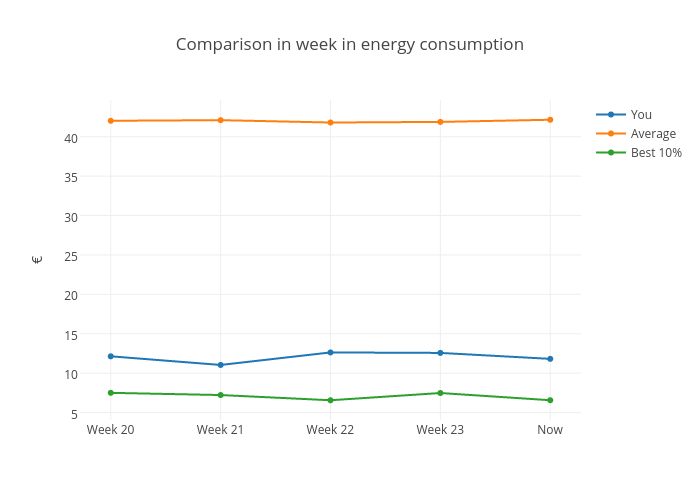 Comparison in week in energy consumption
€
40
35
30
25
20
15
10
5
Week 20
Week 21
Week 22
Week 23
Now
You
Average
Best 10%